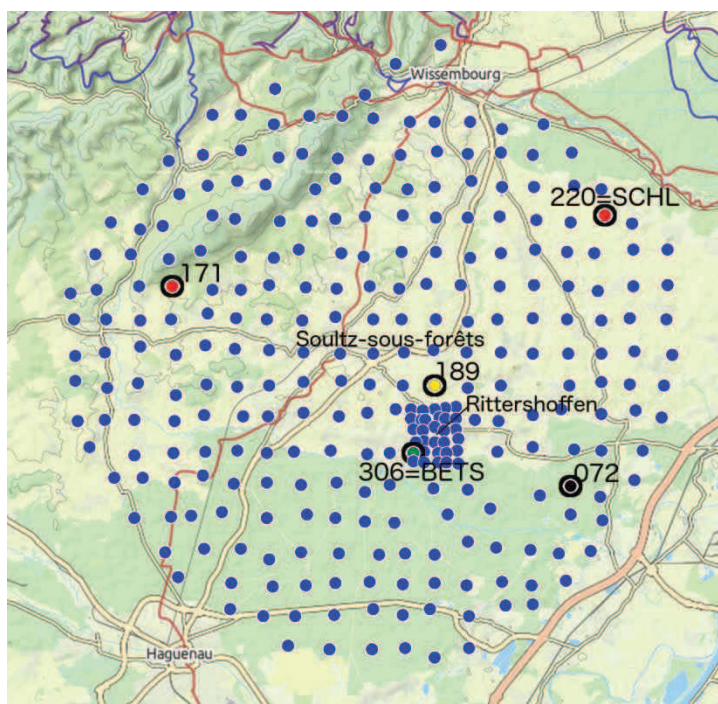 Wissembourg
220=SCHL
171
Soultz-sous-forêts
189
Rittershoffen
306=BETS
072
Haguenau